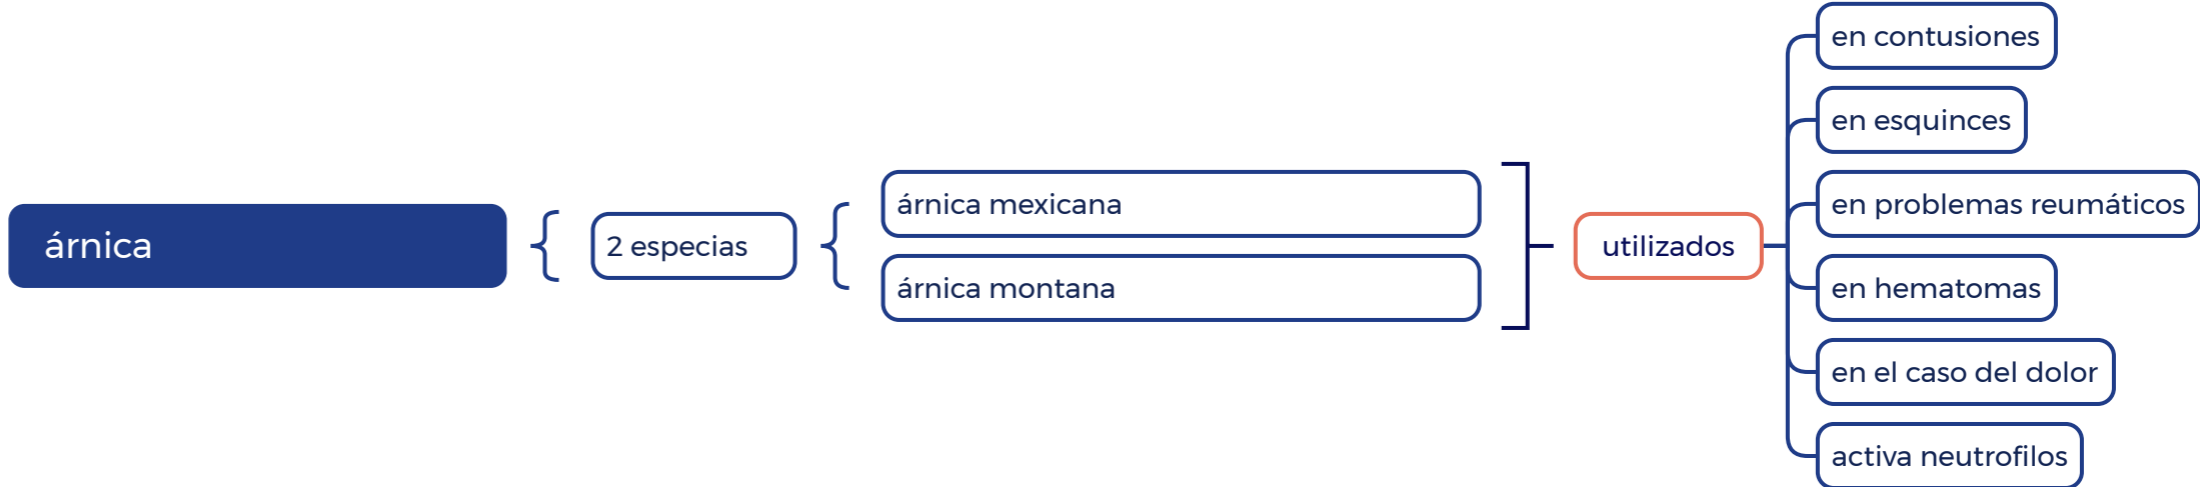 árnica
2 especias
árnica mexicana
árnica montana
utilizados
en contusiones
en esquinces
en problemas reumáticos
en hematomas
en el caso del dolor
activa neutrofilos